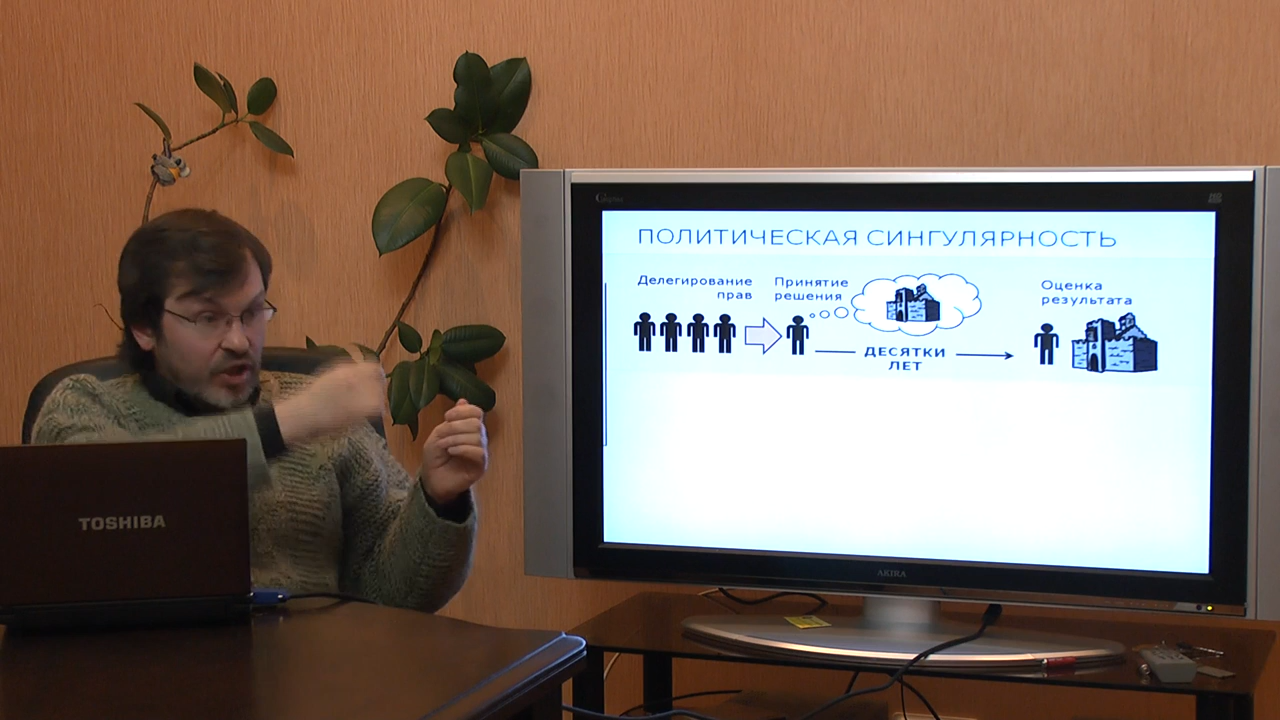 ПОЛИТИЧЕСКАЯ СИНГУЛЯРНОСТЬ
Делегирование
прав
Принятие
решения
ДЕСЯТКИ
ЛЕТ
Оценка
результата
AKIRA
TOSHIBA